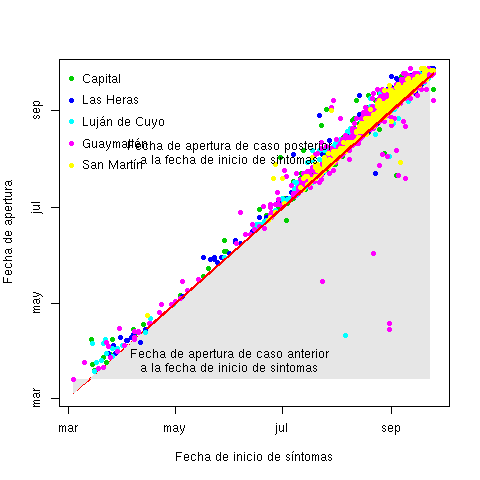 Capital
Las Heras
Luján de Cuyo
Guaymallén
San Martín
Fecha de apertura de caso posterior
a la fecha de inicio de síntomas
Fecha de apertura de caso anterior
a la fecha de inicio de sintomas
Fecha de apertura
mar
may
jul
sep
mar
may
jul
sep
Fecha de inicio de síntomas